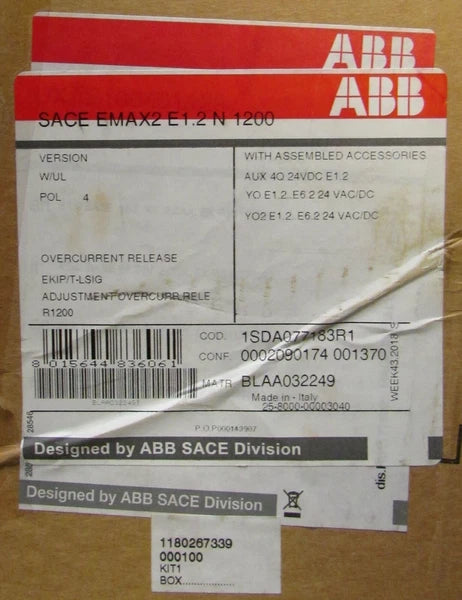 ABB
ABB
SACE EMAX2 E1.2 N 1200
VERSION
W/UL
POL 4
WITH ASSEMBLED ACCESSORIES
AUX 4Q 24VDC E1.2
YO E1.2..E6.2 24 VAC/DC
YO2 E1.2..E6.2 24 VAC/DC
OVERCURRENT RELEASE
EKIP/T-LSIG
ADJUSTMENT OVERCURR.RELE
R1200
COD. 1SDA077183R1
CONF. 0002090174 001370
MATR BLAA032249
Made in - Italy
25-8000-00003040
WEEK43.2018
8 015644 836061
28546
Designed by ABB SACE Division
Designed by ABB SACE Division
1180267339
000100
KIT1
BOX